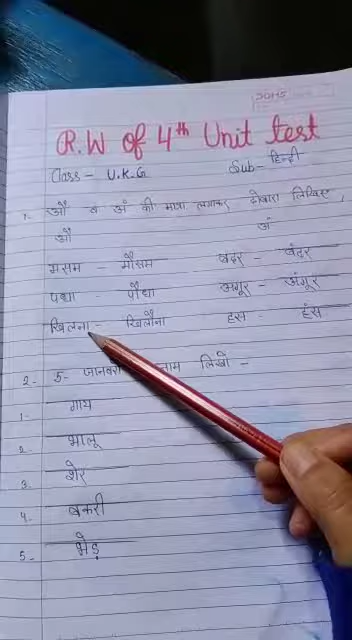 R.W of 4th Unit test
Class - U.K.G Sub - हिन्दी
1. औ व अं की मात्रा लगाकर दोबारा लिखिए,
औ अं
मसम - मौसम बदर - बंदर
पधा - पौधा अगूर - अंगूर
खिलना - खिलौना हस - हंस
2- 5- नाम लिखो -
1- गाय
2- भालू
3- शेर
4- बकरी
5- भेड़